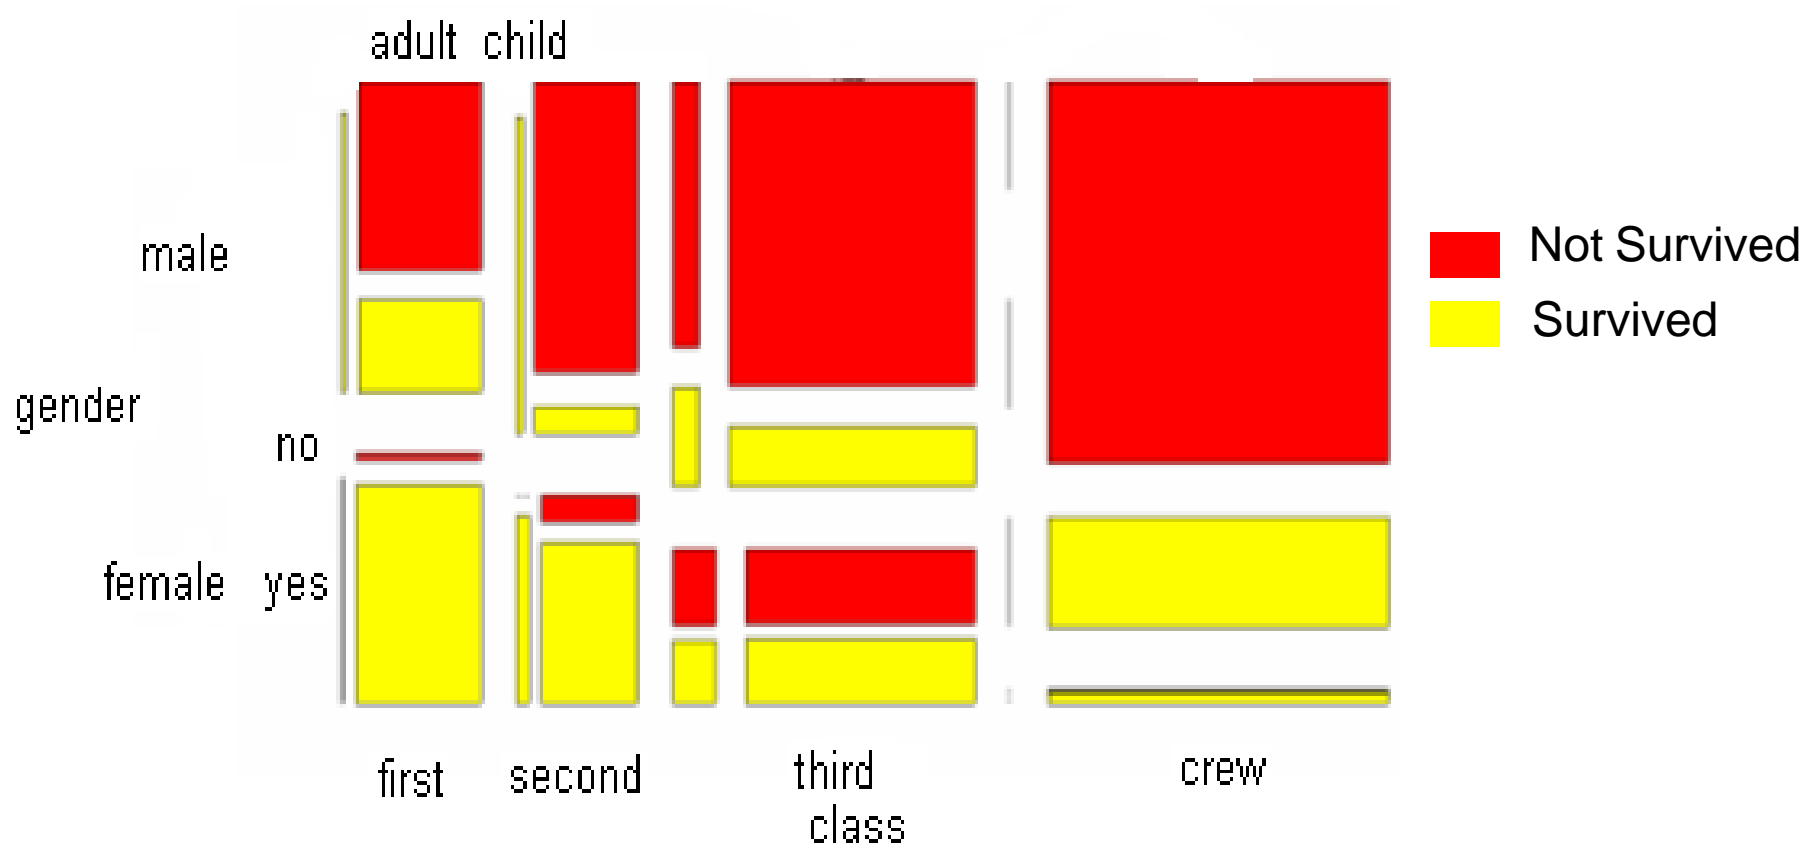 adult child
male
Not Survived
Survived
gender
no
female yes
first second third crew
class